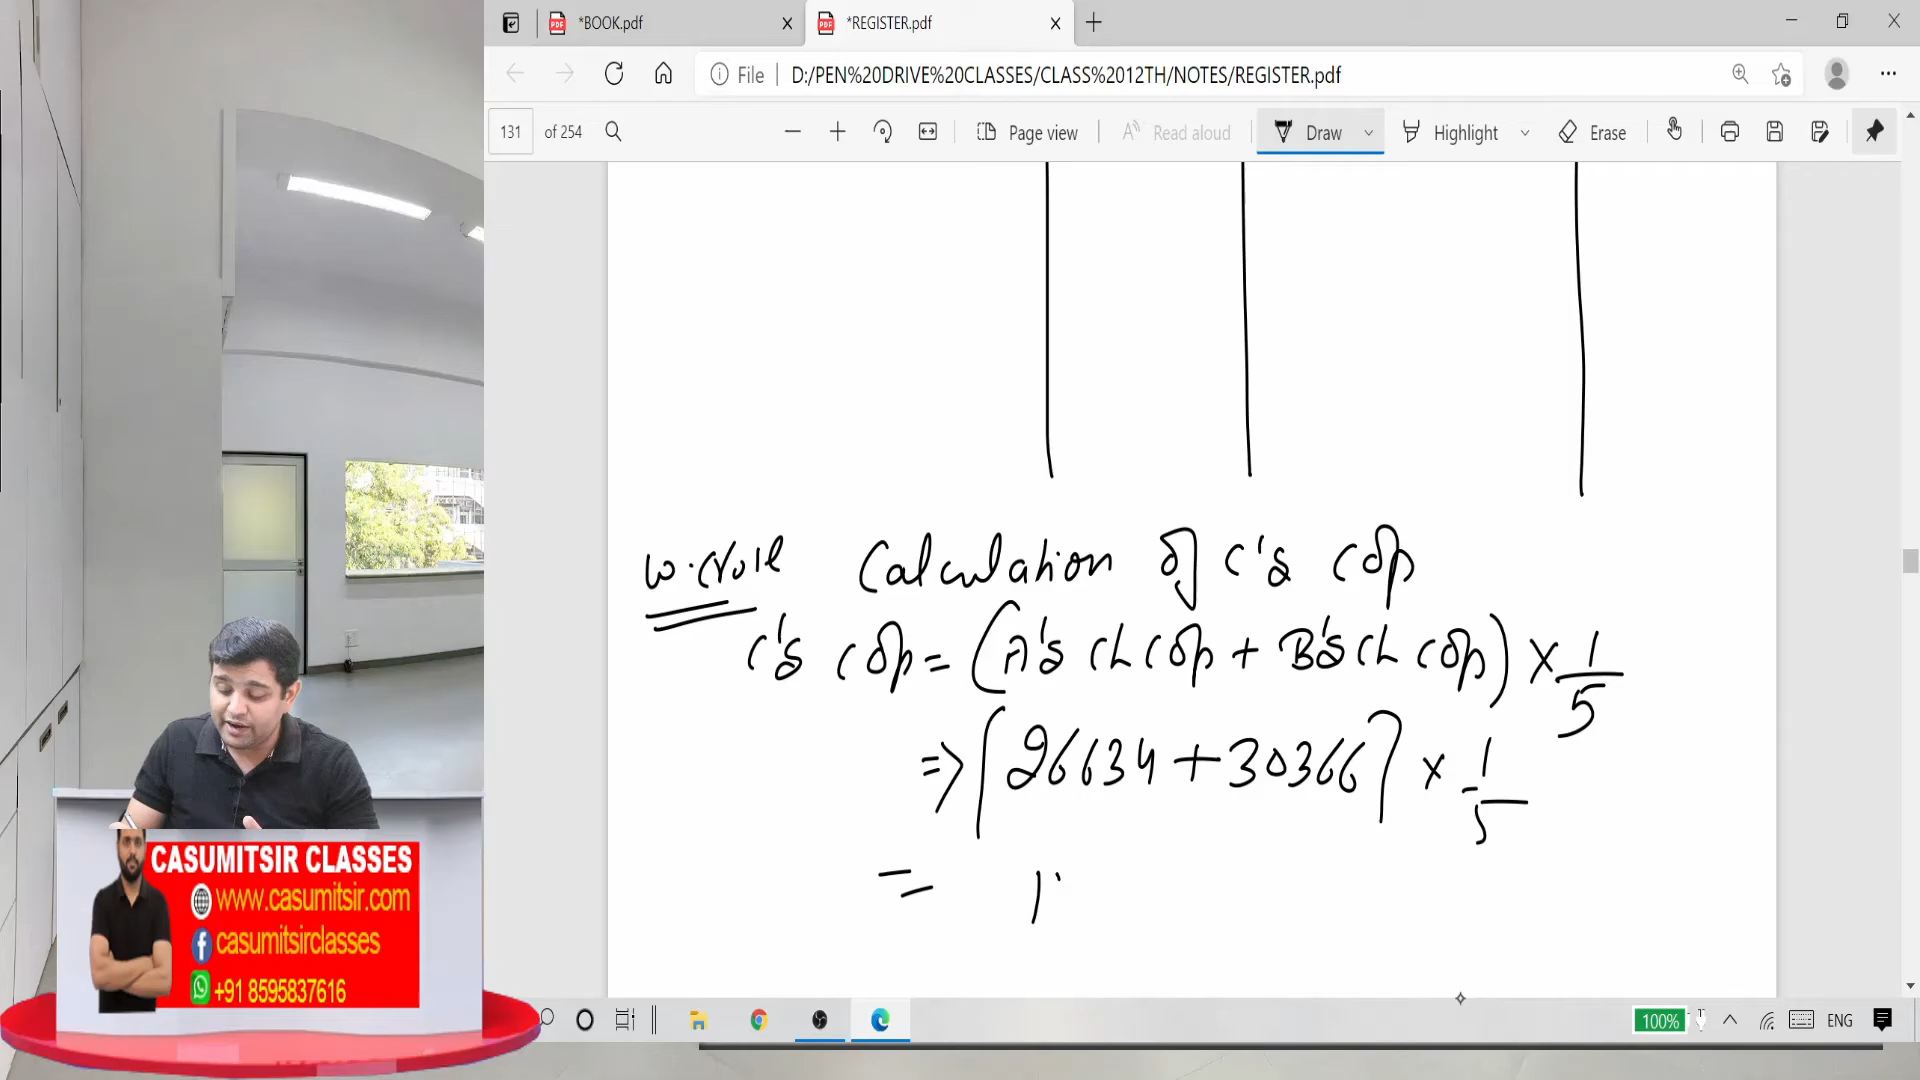 *BOOK.pdf
*REGISTER.pdf
File D:/PEN%20DRIVE%20CLASSES/CLASS%2012TH/NOTES/REGISTER.pdf
131 of 254 Page view Read aloud Draw Highlight Erase
Calculation of C's Cap
C's Cap = (A's CL Cap + B's CL Cap) × 1/5
⇒ [26634 + 30366] × 1/5
=
CASUMITSIR CLASSES
www.casumitsir.com
casumitsirclasses
+91 8595837616
100% ENG